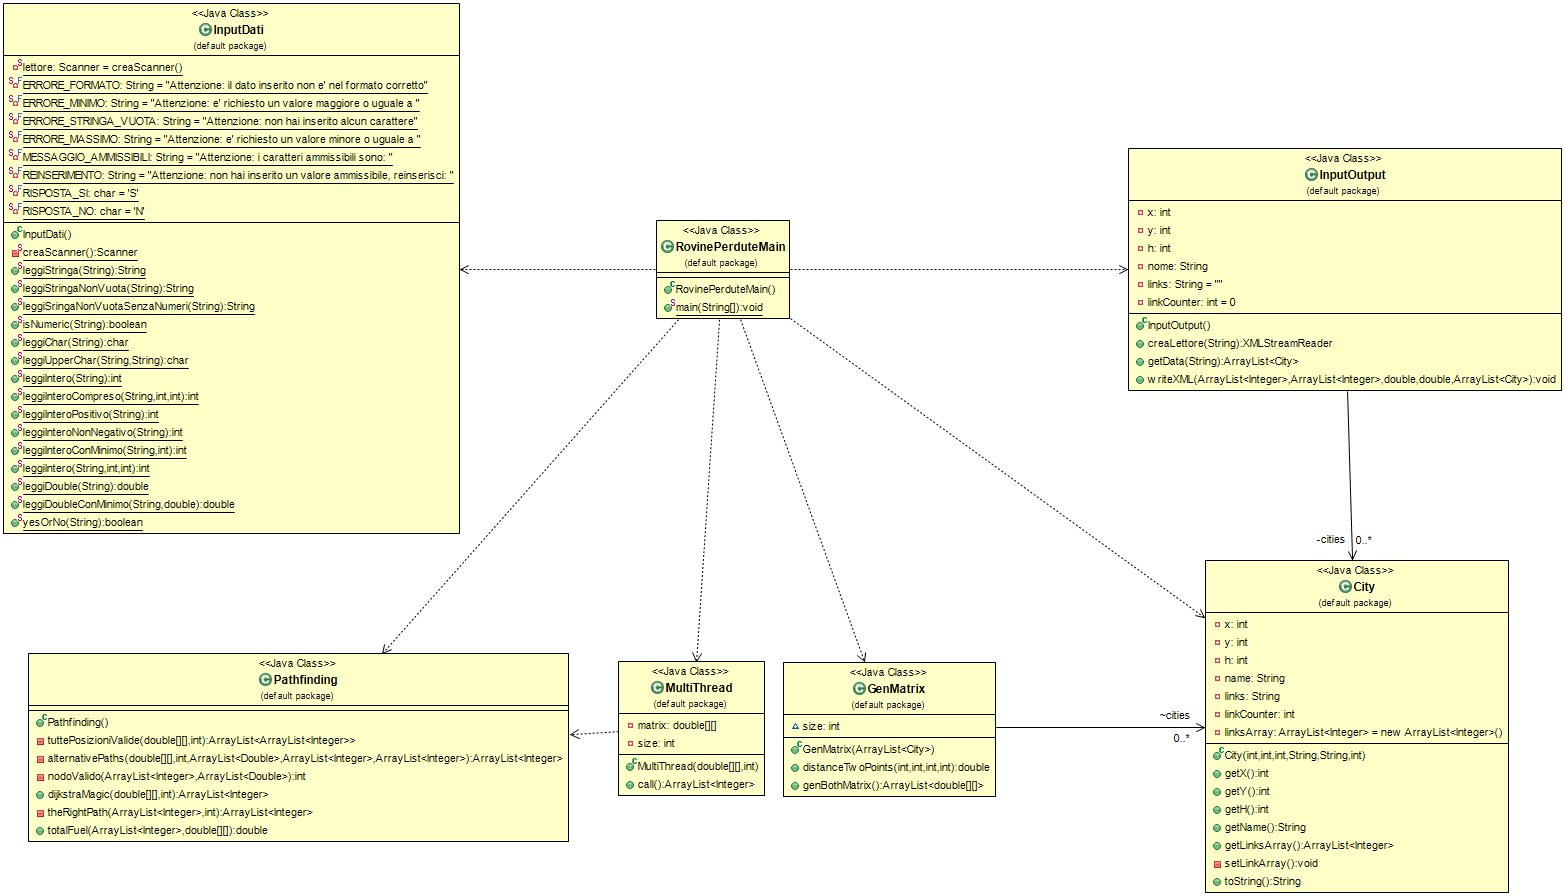 <<Java Class>>
InputDati
(default package)
lettore: Scanner = creaScanner()
ERRORE_FORMATO: String = "Attenzione: il dato inserito non e' nel formato corretto"
ERRORE_MINIMO: String = "Attenzione: e' richiesto un valore maggiore o uguale a "
ERRORE_STRINGA_VUOTA: String = "Attenzione: non hai inserito alcun carattere"
ERRORE_MASSIMO: String = "Attenzione: e' richiesto un valore minore o uguale a "
MESSAGGIO_AMMISSIBILI: String = "Attenzione: i caratteri ammissibili sono: "
REINSERIMENTO: String = "Attenzione: non hai inserito un valore ammissibile, reinserisci: "
RISPOSTA_SI: char = 'S'
RISPOSTA_NO: char = 'N'
InputDati()
creaScanner():Scanner
leggiStringa(String):String
leggiStringaNonVuota(String):String
leggiSringaNonVuotaSenzaNumeri(String):String
isNumeric(String):boolean
leggiChar(String):char
leggiUpperChar(String,String):char
leggiIntero(String):int
leggiInteroCompreso(String,int,int):int
leggiInteroPositivo(String):int
leggiInteroNonNegativo(String):int
leggiInteroConMinimo(String,int):int
leggiIntero(String,int,int):int
leggiDouble(String):double
leggiDoubleConMinimo(String,double):double
yesOrNo(String):boolean
<<Java Class>>
RovinePerduteMain
(default package)
RovinePerduteMain()
main(String[]):void
<<Java Class>>
InputOutput
(default package)
x: int
y: int
h: int
nome: String
links: String = ""
linkCounter: int = 0
InputOutput()
creaLettore(String):XMLStreamReader
getData(String):ArrayList<City>
writeXML(ArrayList<Integer>,ArrayList<Integer>,double,double,ArrayList<City>):void
-cities 0..*
<<Java Class>>
Pathfinding
(default package)
Pathfinding()
tuttePosizioniValide(double[][],int):ArrayList<ArrayList<Integer>>
alternativePaths(double[][],int,ArrayList<Double>,ArrayList<Integer>,ArrayList<Integer>):ArrayList<Integer>
nodoValido(ArrayList<Integer>,ArrayList<Double>):int
dijkstraMagic(double[][],int):ArrayList<Integer>
theRightPath(ArrayList<Integer>,int):ArrayList<Integer>
totalFuel(ArrayList<Integer>,double[][]):double
<<Java Class>>
MultiThread
(default package)
matrix: double[][]
size: int
MultiThread(double[][],int)
call():ArrayList<Integer>
<<Java Class>>
GenMatrix
(default package)
size: int
GenMatrix(ArrayList<City>)
distanceTwoPoints(int,int,int,int):double
genBothMatrix():ArrayList<double[][]>
~cities
0..*
<<Java Class>>
City
(default package)
x: int
y: int
h: int
name: String
links: String
linkCounter: int
linksArray: ArrayList<Integer> = new ArrayList<Integer>()
City(int,int,int,String,String,int)
getX():int
getY():int
getH():int
getName():String
getLinksArray():ArrayList<Integer>
setLinkArray():void
toString():String